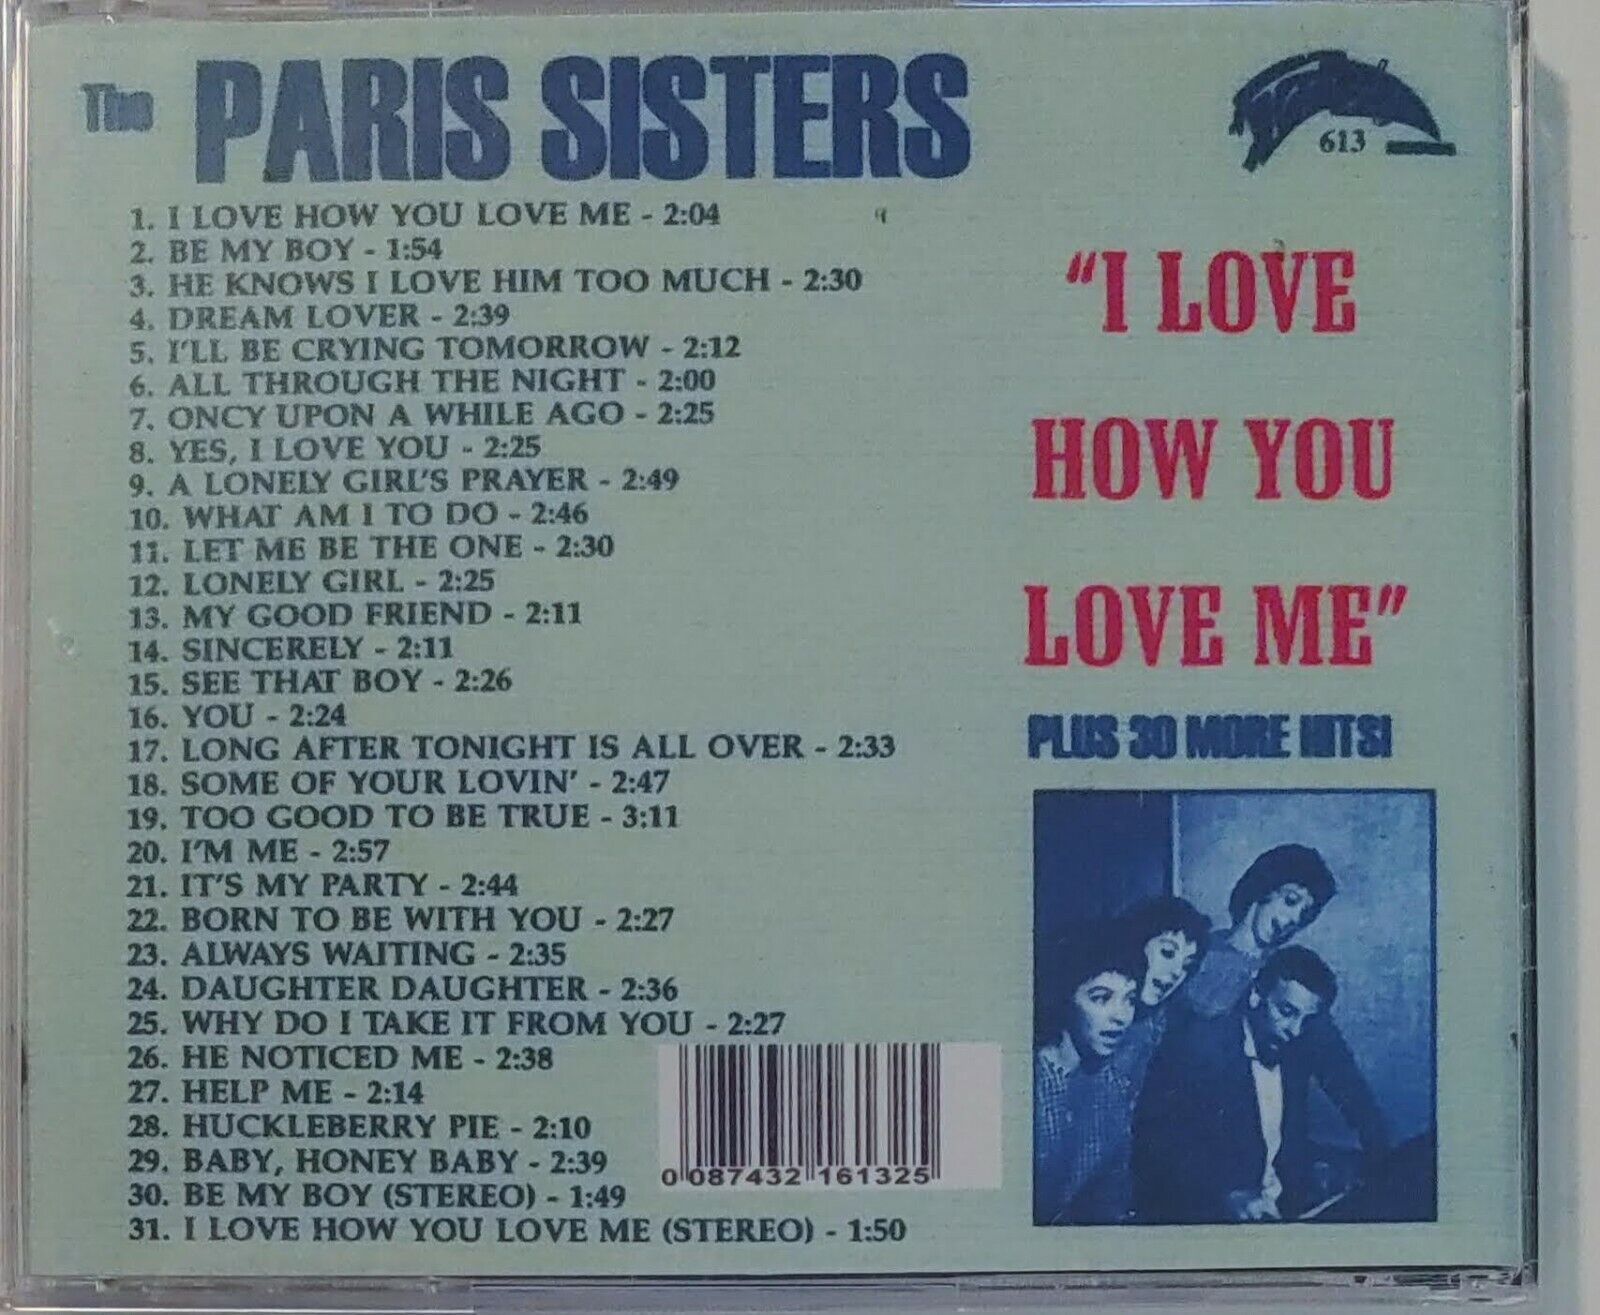 The PARIS SISTERS
613
1. I LOVE HOW YOU LOVE ME - 2:04
2. BE MY BOY - 1:54
3. HE KNOWS I LOVE HIM TOO MUCH - 2:30
4. DREAM LOVER - 2:39
5. I'LL BE CRYING TOMORROW - 2:12
6. ALL THROUGH THE NIGHT - 2:00
7. ONCY UPON A WHILE AGO - 2:25
8. YES, I LOVE YOU - 2:25
9. A LONELY GIRL'S PRAYER - 2:49
10. WHAT AM I TO DO - 2:46
11. LET ME BE THE ONE - 2:30
12. LONELY GIRL - 2:25
13. MY GOOD FRIEND - 2:11
14. SINCERELY - 2:11
15. SEE THAT BOY - 2:26
16. YOU - 2:24
17. LONG AFTER TONIGHT IS ALL OVER - 2:33
18. SOME OF YOUR LOVIN' - 2:47
19. TOO GOOD TO BE TRUE - 3:11
20. I'M ME - 2:57
21. IT'S MY PARTY - 2:44
22. BORN TO BE WITH YOU - 2:27
23. ALWAYS WAITING - 2:35
24. DAUGHTER DAUGHTER - 2:36
25. WHY DO I TAKE IT FROM YOU - 2:27
26. HE NOTICED ME - 2:38
27. HELP ME - 2:14
28. HUCKLEBERRY PIE - 2:10
29. BABY, HONEY BABY - 2:39
30. BE MY BOY (STEREO) - 1:49
31. I LOVE HOW YOU LOVE ME (STEREO) - 1:50
"I LOVE
HOW YOU
LOVE ME"
PLUS 30 MORE HITS!
0 087432 161325